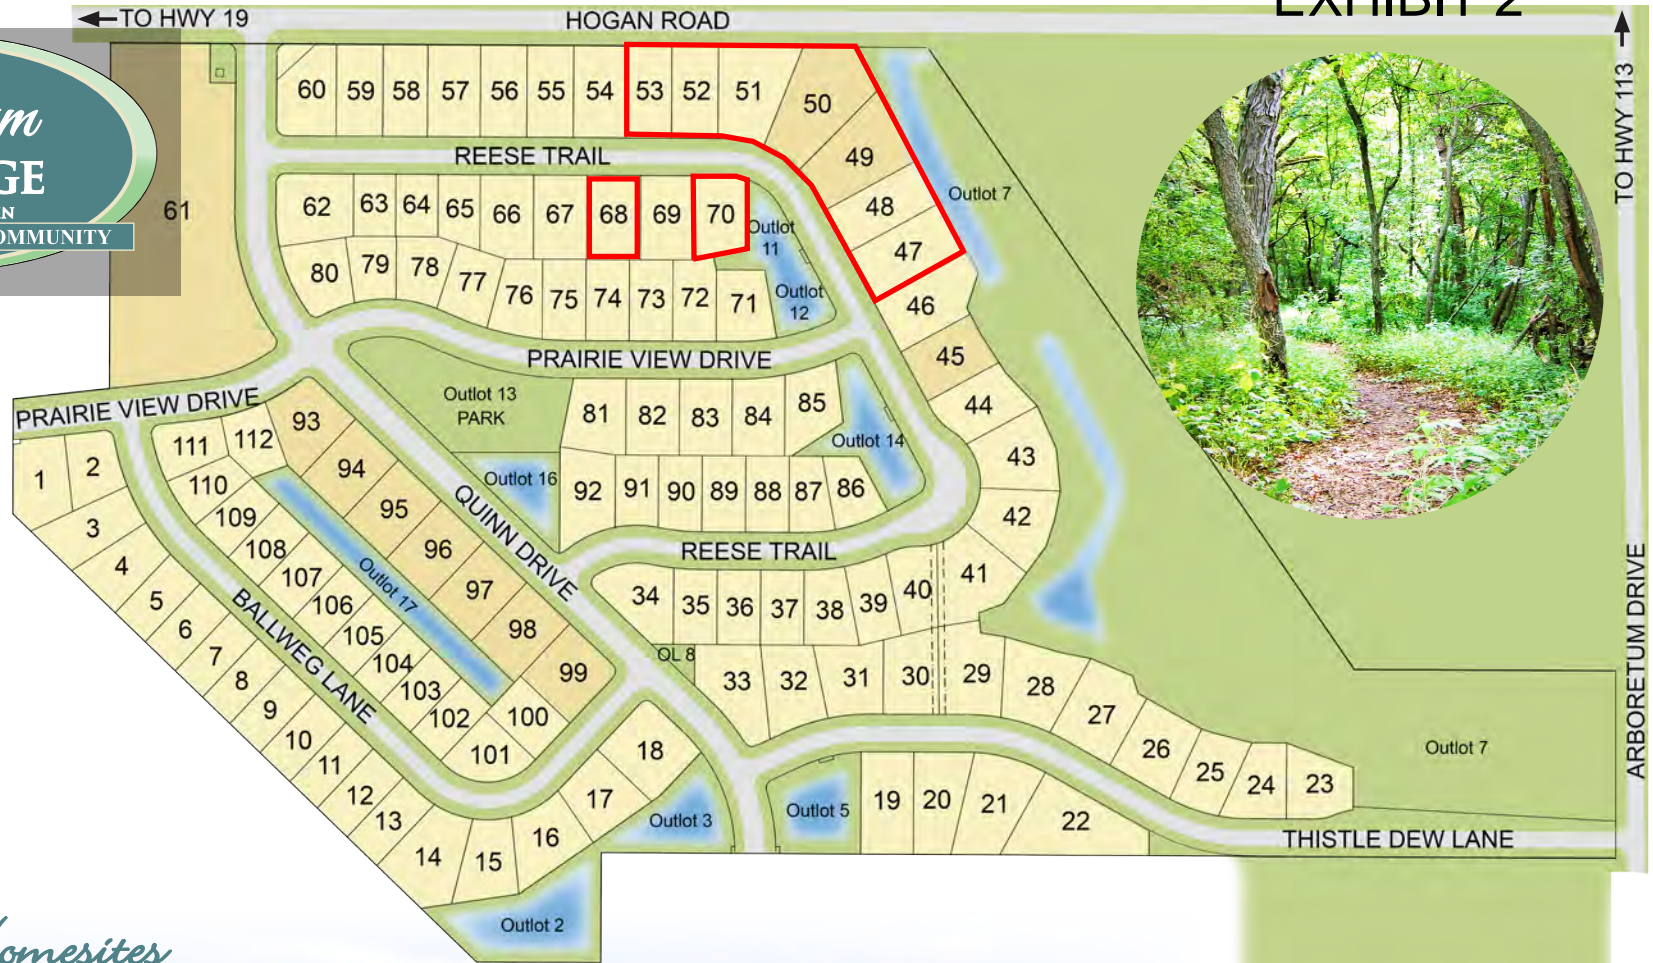 EXHIBIT 2
TO HWY 19
HOGAN ROAD
TO HWY 113
GE
IN
OMMUNITY
60 59 58 57 56 55 54 53 52 51 50
49
48
47
46
45
44
43
42
41
61
REESE TRAIL
62 63 64 65 66 67 68 69 70
Outlot
11
Outlot
12
Outlot 7
80 79 78 77 76 75 74 73 72 71
PRAIRIE VIEW DRIVE
PRAIRIE VIEW DRIVE
Outlot 13
PARK
81 82 83 84 85
Outlot 14
Outlot 16
92 91 90 89 88 87 86
REESE TRAIL
QUINN DRIVE
1 2
3
4
5
6
7
8
9
10
11
12
13
14 15 16 17 18
111 112 93
94
95
96
97
98
99
110
109
108
107
106
105
104
103
102
101
100
Outlot 17
BALLWEG LANE
34 35 36 37 38 39 40
OL 8
33 32 31 30 29 28 27 26 25 24 23
Outlot 7
Outlot 3
Outlot 5
19 20 21 22
THISTLE DEW LANE
ARBORETUM DRIVE
Outlot 2
omesites